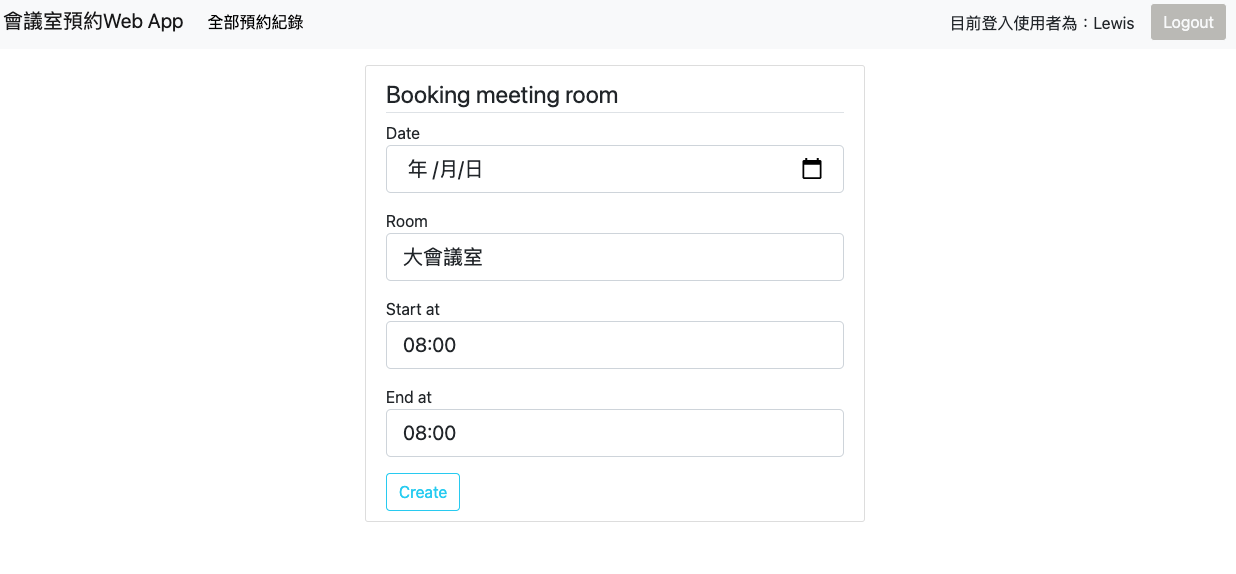 會議室預約Web App 全部預約紀錄 目前登入使用者為：Lewis Logout
Booking meeting room
Date
年 /月/日
Room
大會議室
Start at
08:00
End at
08:00
Create